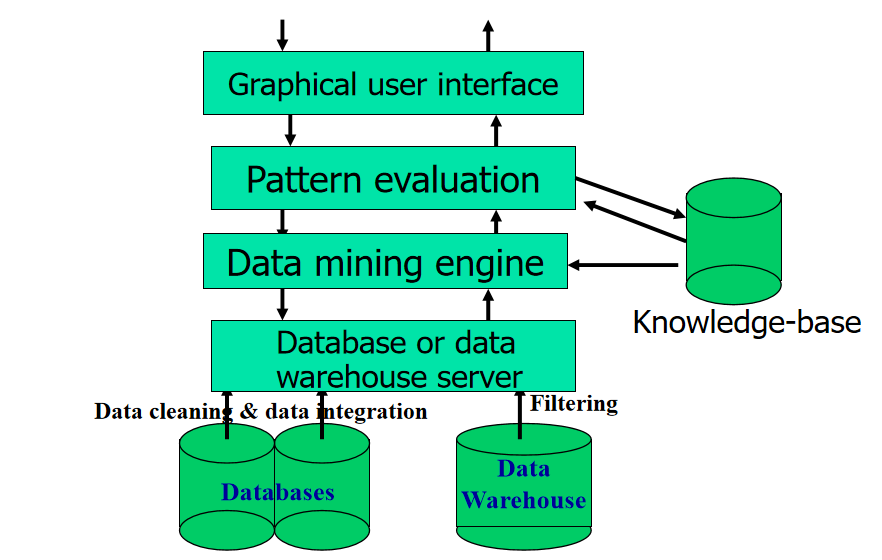 Graphical user interface
Pattern evaluation
Data mining engine
Knowledge-base
Database or data
warehouse server
Data cleaning & data integration
Filtering
Databases
Data
Warehouse